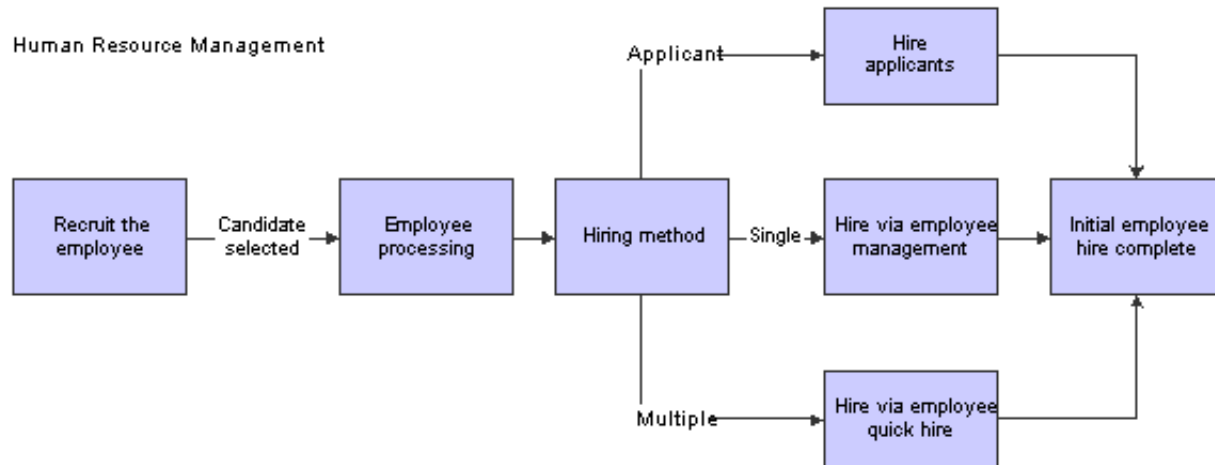 Human Resource Management
Applicant
Hire
applicants
Recruit the
employee
Candidate
selected
Employee
processing
Hiring method
Single
Hire via employee
management
Initial employee
hire complete
Multiple
Hire via employee
quick hire